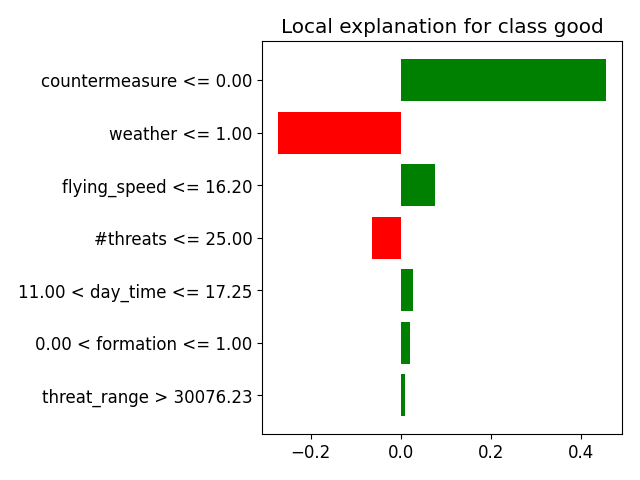 Local explanation for class good
countermeasure <= 0.00
weather <= 1.00
flying_speed <= 16.20
#threats <= 25.00
11.00 < day_time <= 17.25
0.00 < formation <= 1.00
threat_range > 30076.23
−0.2 0.0 0.2 0.4